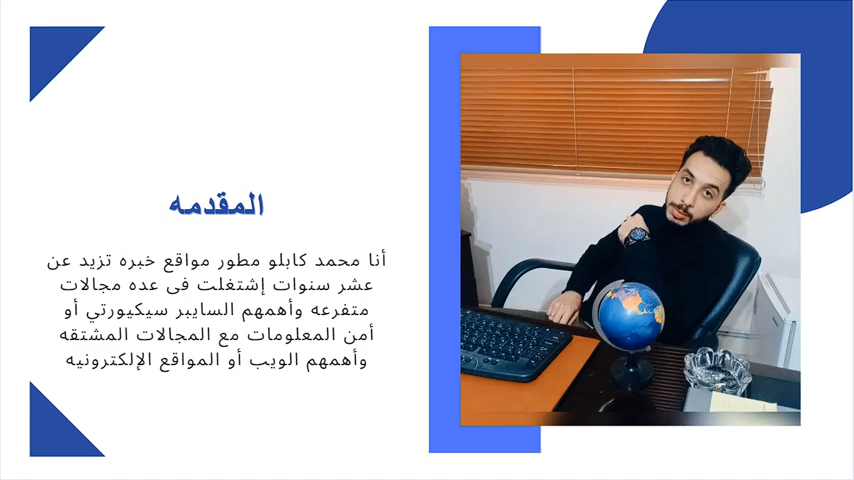 المقدمه
أنا محمد كابلو مطور مواقع خبره تزيد عن
عشر سنوات إشتغلت فى عده مجالات
متفرعه وأهمهم السايبر سيكيورتي أو
أمن المعلومات مع المجالات المشتقه
وأهمهم الويب أو المواقع الإلكترونيه